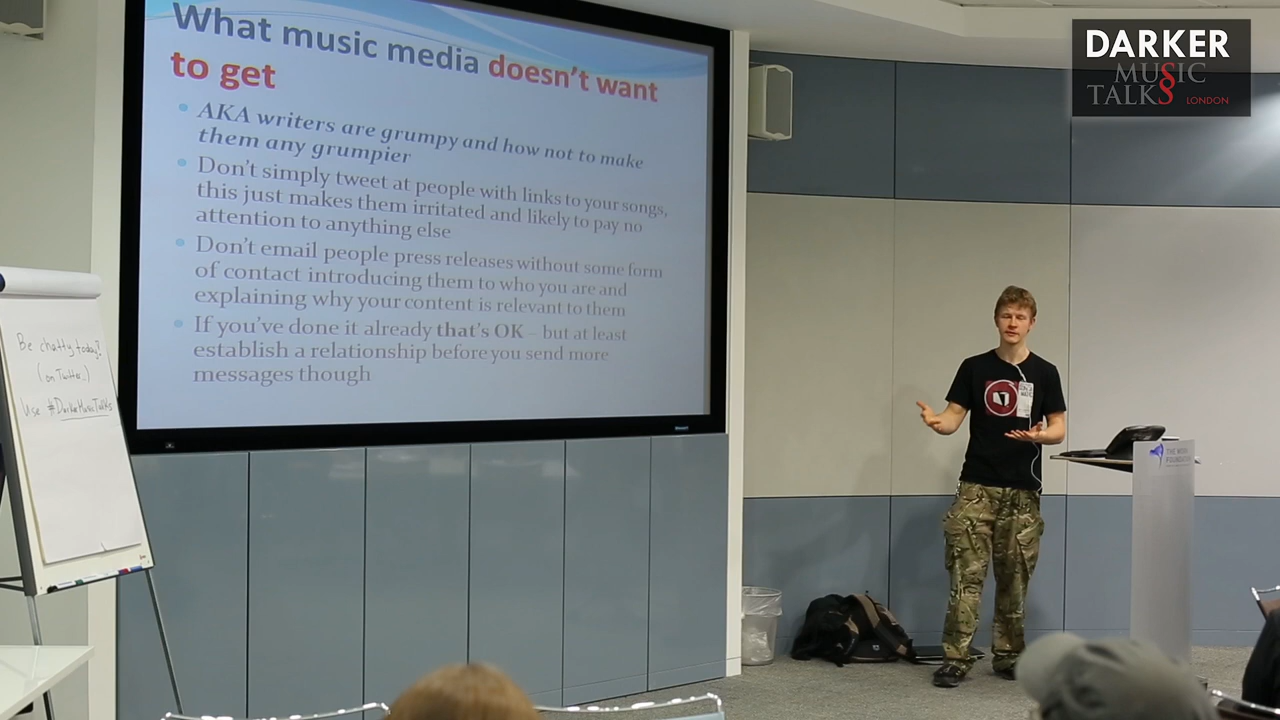 What music media doesn't want
to get
AKA writers are grumpy and how not to make
them any grumpier
Don't simply tweet at people with links to your songs,
this just makes them irritated and likely to pay no
attention to anything else
Don't email people press releases without some form
of contact introducing them to who you are and
explaining why your content is relevant to them
If you've done it already that's OK – but at least
establish a relationship before you send more
messages though
DARKER
MUSIC
TALKS LONDON
Be chatty today!
(on Twitter)
Use #DarkerMusicTalks
THE WORK
FOUNDATION